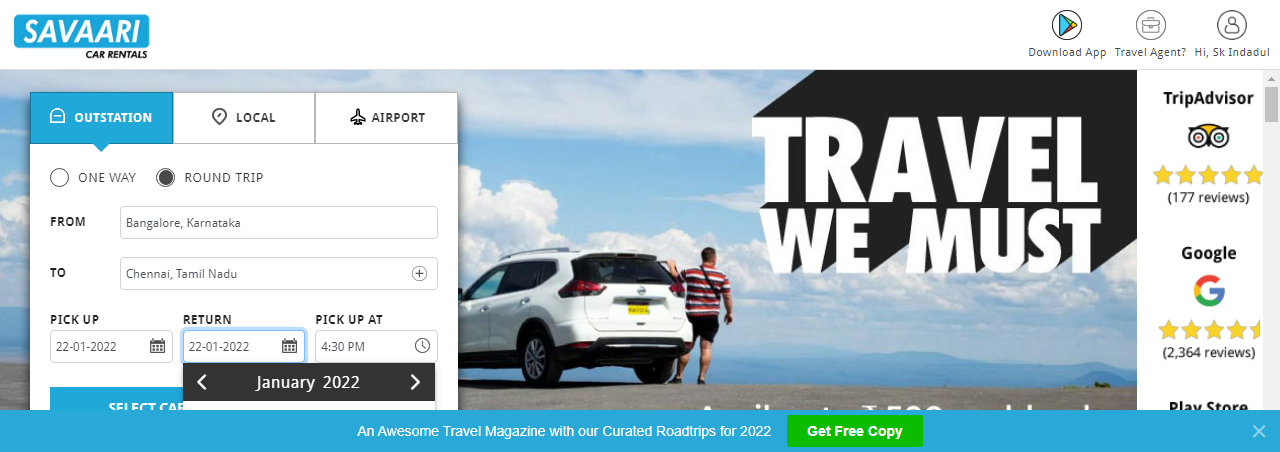 SAVAARI
CAR RENTALS
Download App
Travel Agent?
Hi, Sk Indadul
OUTSTATION
LOCAL
AIRPORT
ONE WAY
ROUND TRIP
FROM
Bangalore, Karnataka
TO
Chennai, Tamil Nadu
PICK UP
RETURN
PICK UP AT
22-01-2022
22-01-2022
4:30 PM
January 2022
SELECT CAR
TRAVEL
WE MUST
TripAdvisor
(177 reviews)
Google
(2,364 reviews)
Play Store
An Awesome Travel Magazine with our Curated Roadtrips for 2022
Get Free Copy